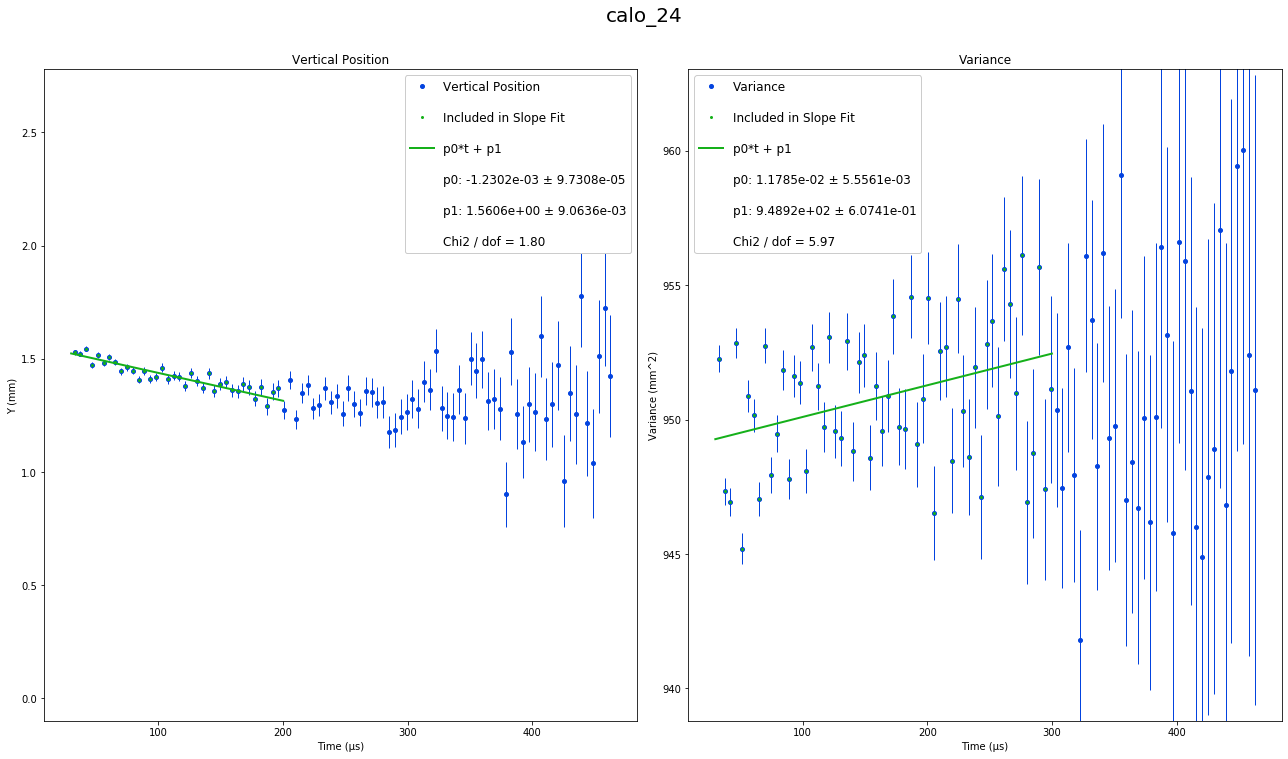 calo_24
Vertical Position
Vertical Position
Included in Slope Fit
p0*t + p1
p0: -1.2302e-03 ± 9.7308e-05
p1: 1.5606e+00 ± 9.0636e-03
Chi2 / dof = 1.80
2.5
2.0
1.5
1.0
0.5
0.0
Y (mm)
100 200 300 400
Time (μs)
Variance
Variance
Included in Slope Fit
p0*t + p1
p0: 1.1785e-02 ± 5.5561e-03
p1: 9.4892e+02 ± 6.0741e-01
Chi2 / dof = 5.97
960
955
950
945
940
Variance (mm^2)
100 200 300 400
Time (μs)